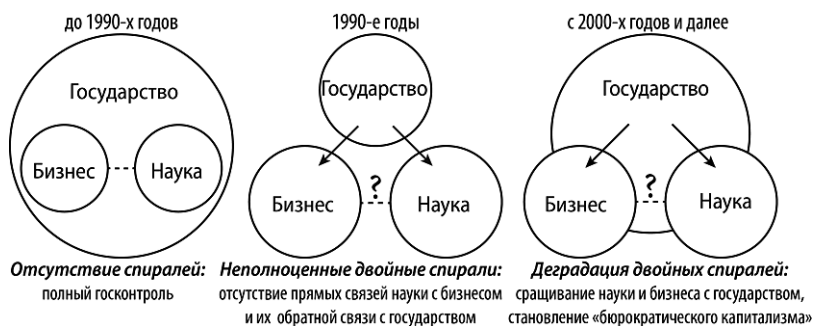 до 1990-х годов
Государство
Бизнес
Наука
Отсутствие спиралей:
полный госконтроль
1990-е годы
Государство
?
Бизнес
Наука
Неполноценные двойные спирали:
отсутствие прямых связей науки с бизнесом
и их обратной связи с государством
с 2000-х годов и далее
Государство
?
Бизнес
Наука
Деградация двойных спиралей:
сращивание науки и бизнеса с государством,
становление «бюрократического капитализма»